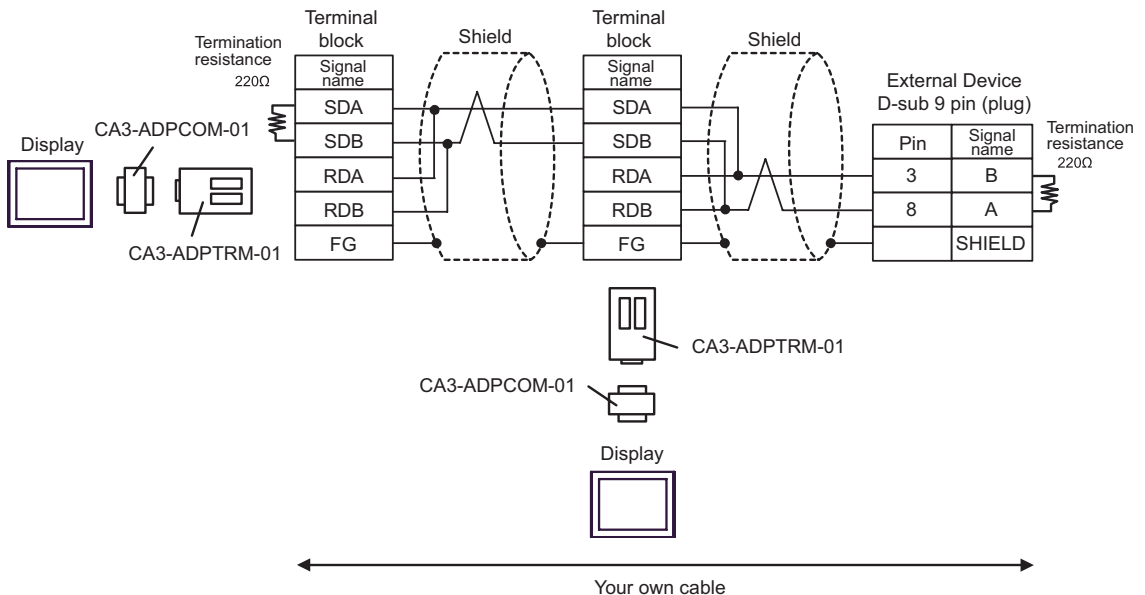 Display
CA3-ADPCOM-01
CA3-ADPTRM-01
Termination
resistance
220Ω
Terminal
block
Signal
name
SDA
SDB
RDA
RDB
FG
Shield
Terminal
block
Signal
name
SDA
SDB
RDA
RDB
FG
Shield
External Device
D-sub 9 pin (plug)
Pin
Signal
name
3
B
8
A
SHIELD
Termination
resistance
220Ω
CA3-ADPTRM-01
CA3-ADPCOM-01
Display
Your own cable